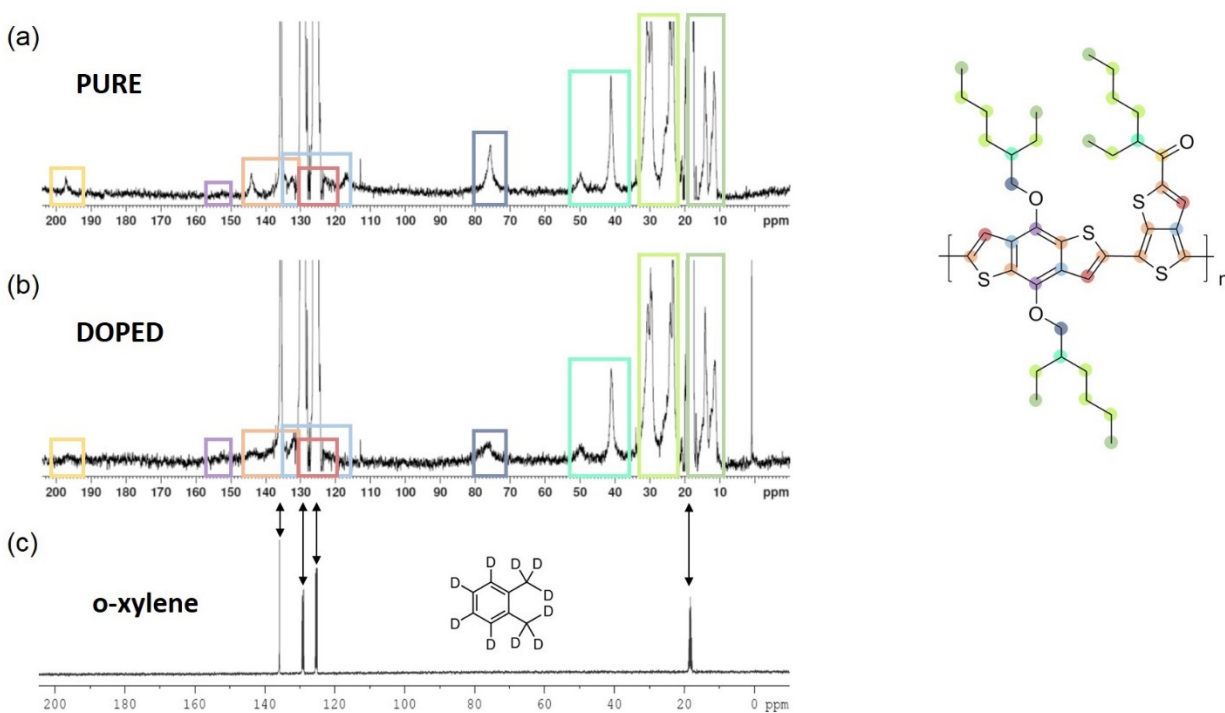 (a)
PURE
200 190 180 170 160 150 140 130 120 110 100 90 80 70 60 50 40 30 20 10 ppm
(b)
DOPED
200 190 180 170 160 150 140 130 120 110 100 90 80 70 60 50 40 30 20 10 0 ppm
(c)
o-xylene
D D D D D D D D D D
200 180 160 140 120 100 80 60 40 20 0 ppm
O
O
S
S
S
S
n
O